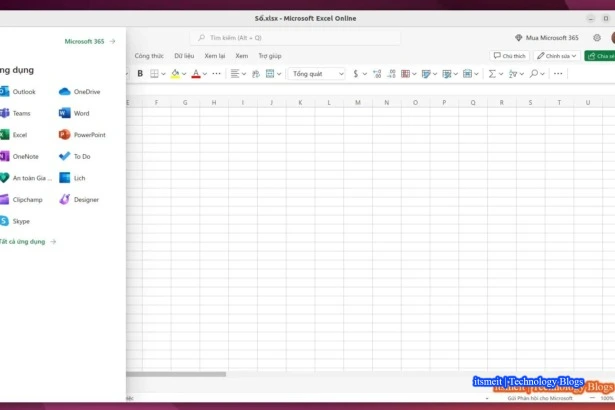 Sổ.xlsx - Microsoft Excel Online
Microsoft 365
Tìm kiếm (Alt + Q)
Mua Microsoft 365
Công thức Dữ liệu Xem lại Xem Trợ giúp
Chú thích Chỉnh sửa
ứng dụng
B A Tổng quát $
Outlook OneDrive
E F G H I J K L M N O P Q R S T U
Teams Word
Excel PowerPoint
OneNote To Do
An toàn Gia ... Lịch
Clipchamp Designer
Skype
Tất cả ứng dụng
itsmeit | Technology Blogs
itsmeit | Technology Blogs
Gửi Phản hồi cho Microsoft 100%